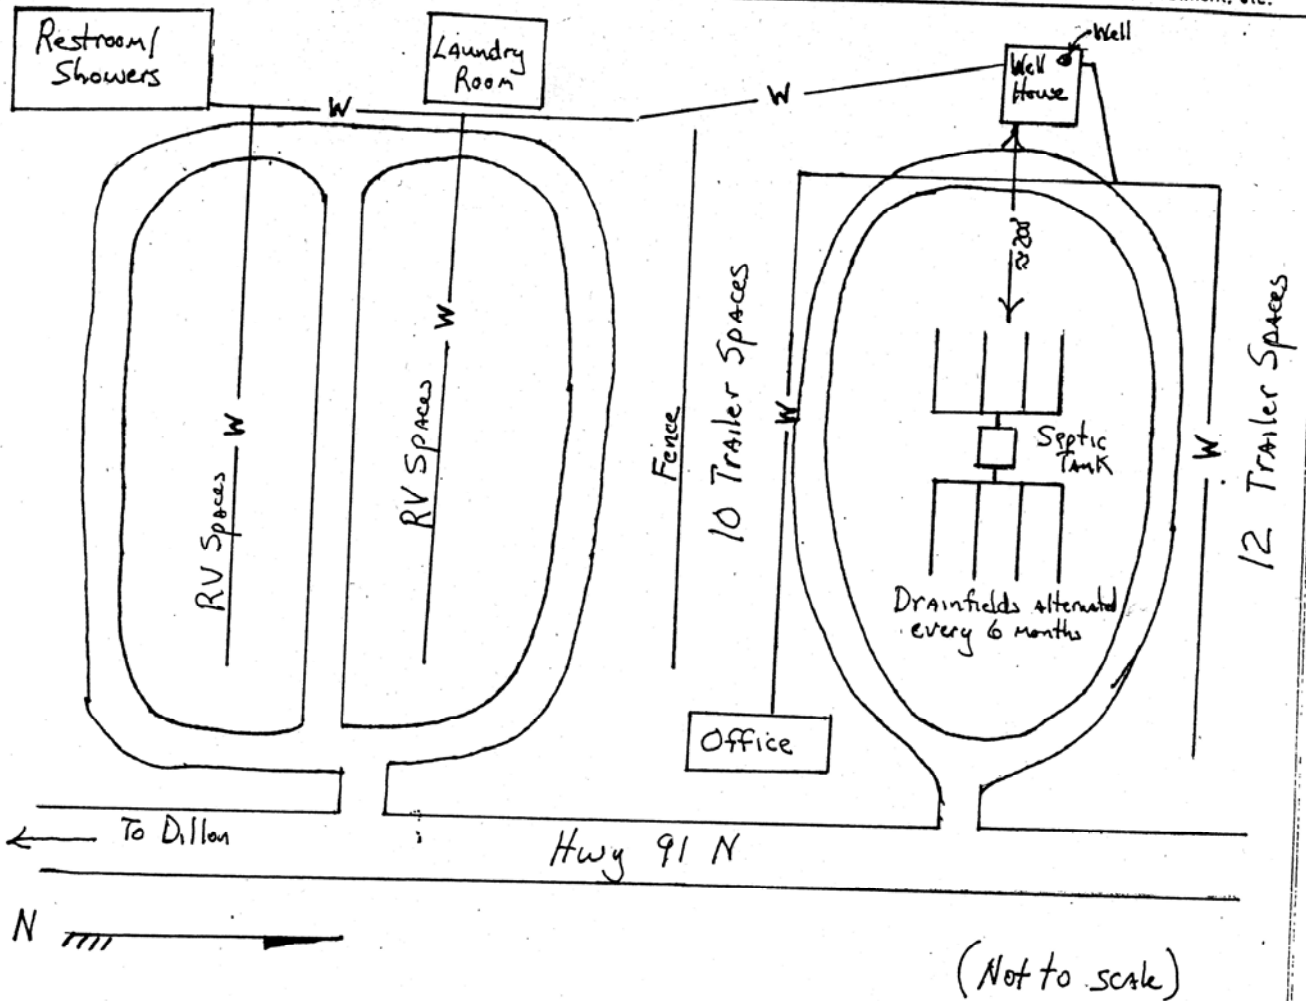 Restroom/
Showers
Laundry
Room
Well
Well
House
W
W
≈200'
W
W
W
W
RV Spaces
RV Spaces
Fence
10 Trailer Spaces
12 Trailer Spaces
Septic
Tank
Drainfields alternated
every 6 months
Office
To Dillon
Hwy 91 N
N
(Not to scale)